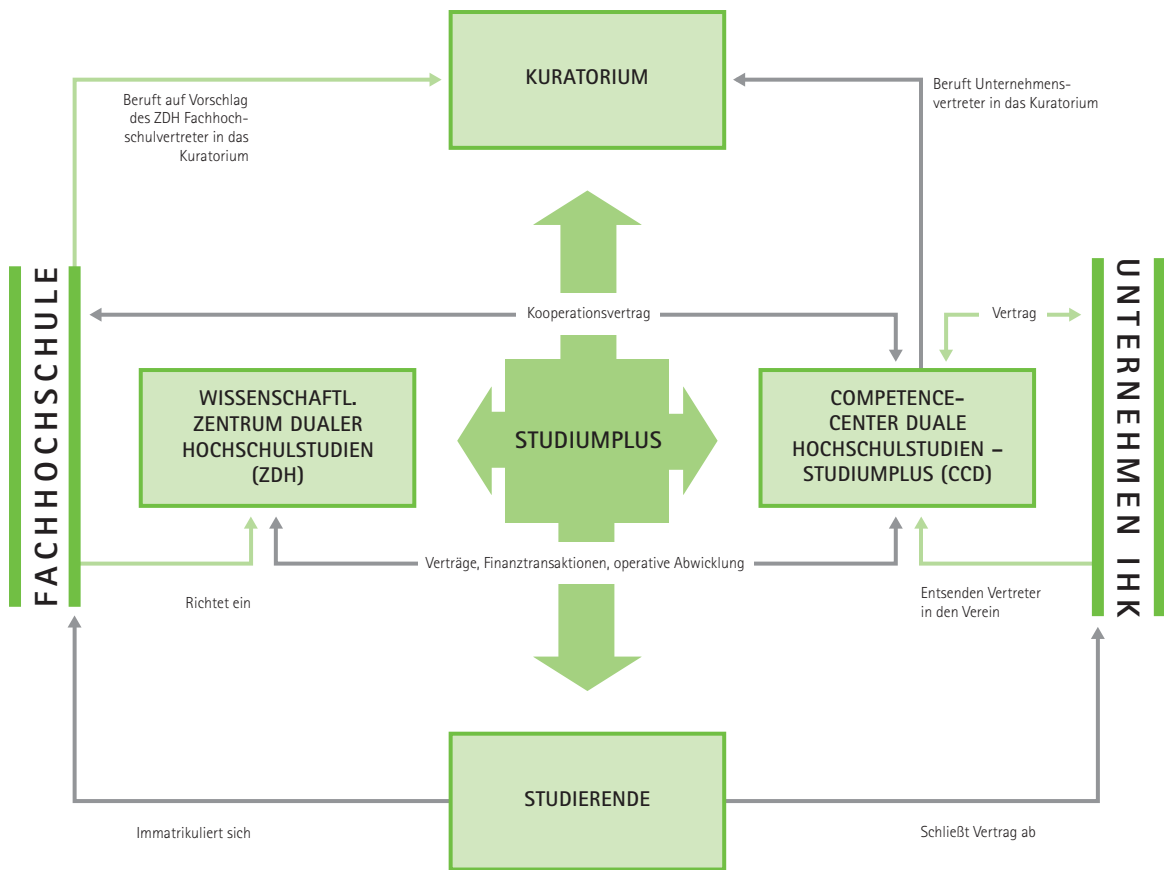 KURATORIUM
Beruft auf Vorschlag
des ZDH Fachhoch-
schulvertreter in das
Kuratorium
Beruft Unternehmens-
vertreter in das Kuratorium
FACHHOCHSCHULE
Kooperationsvertrag
Vertrag
UNTERNEHMEN IHK
WISSENSCHAFTL.
ZENTRUM DUALER
HOCHSCHULSTUDIEN
(ZDH)
STUDIUMPLUS
COMPETENCE-
CENTER DUALE
HOCHSCHULSTUDIEN –
STUDIUMPLUS (CCD)
Verträge, Finanztransaktionen, operative Abwicklung
Richtet ein
Entsenden Vertreter
in den Verein
STUDIERENDE
Immatrikuliert sich
Schließt Vertrag ab